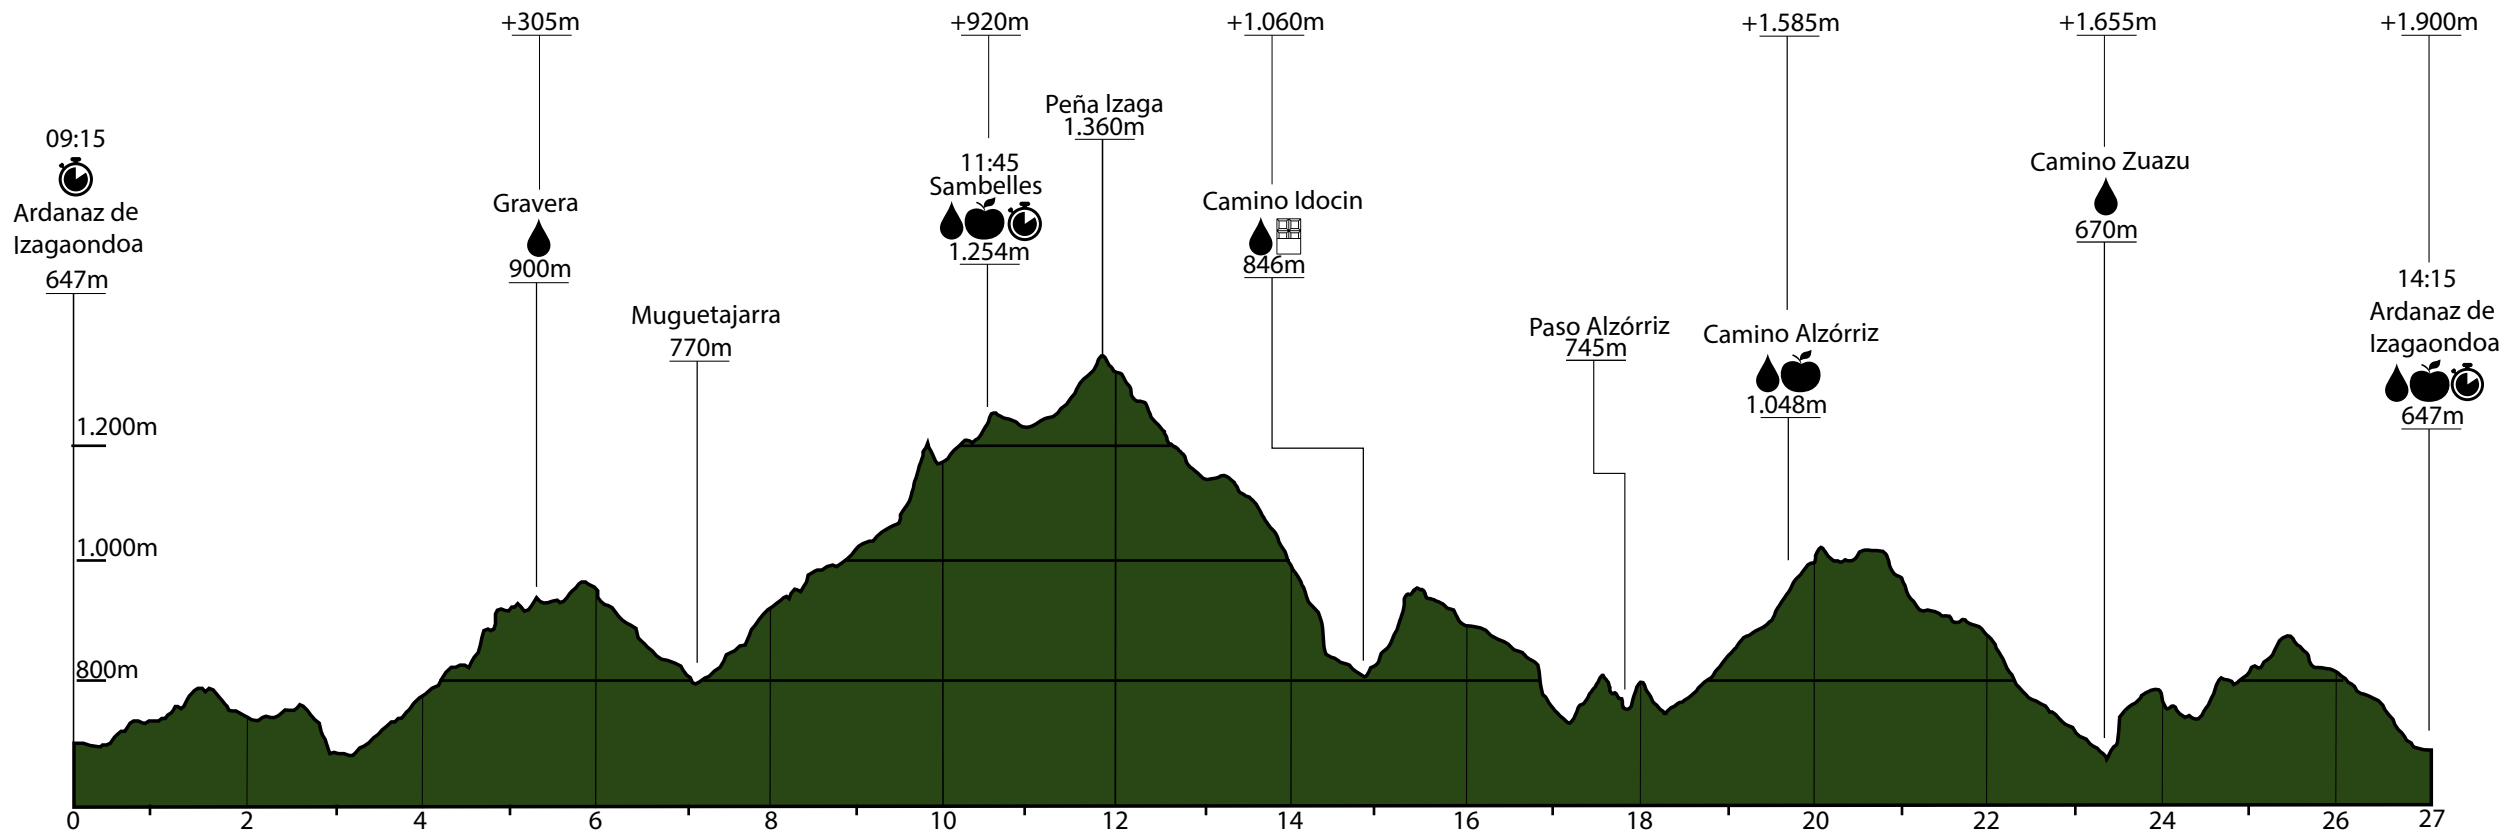 +305m
+920m
+1.060m
+1.585m
+1.655m
+1.900m
09:15
Ardanaz de
Izagaondoa
647m
Gravera
900m
Muguetajarra
770m
11:45
Sambelles
1.254m
Peña Izaga
1.360m
Camino Idocin
846m
Paso Alzórriz
745m
Camino Alzórriz
1.048m
Camino Zuazu
670m
14:15
Ardanaz de
Izagaondoa
647m
1.200m
1.000m
800m
0 2 4 6 8 10 12 14 16 18 20 22 24 26 27